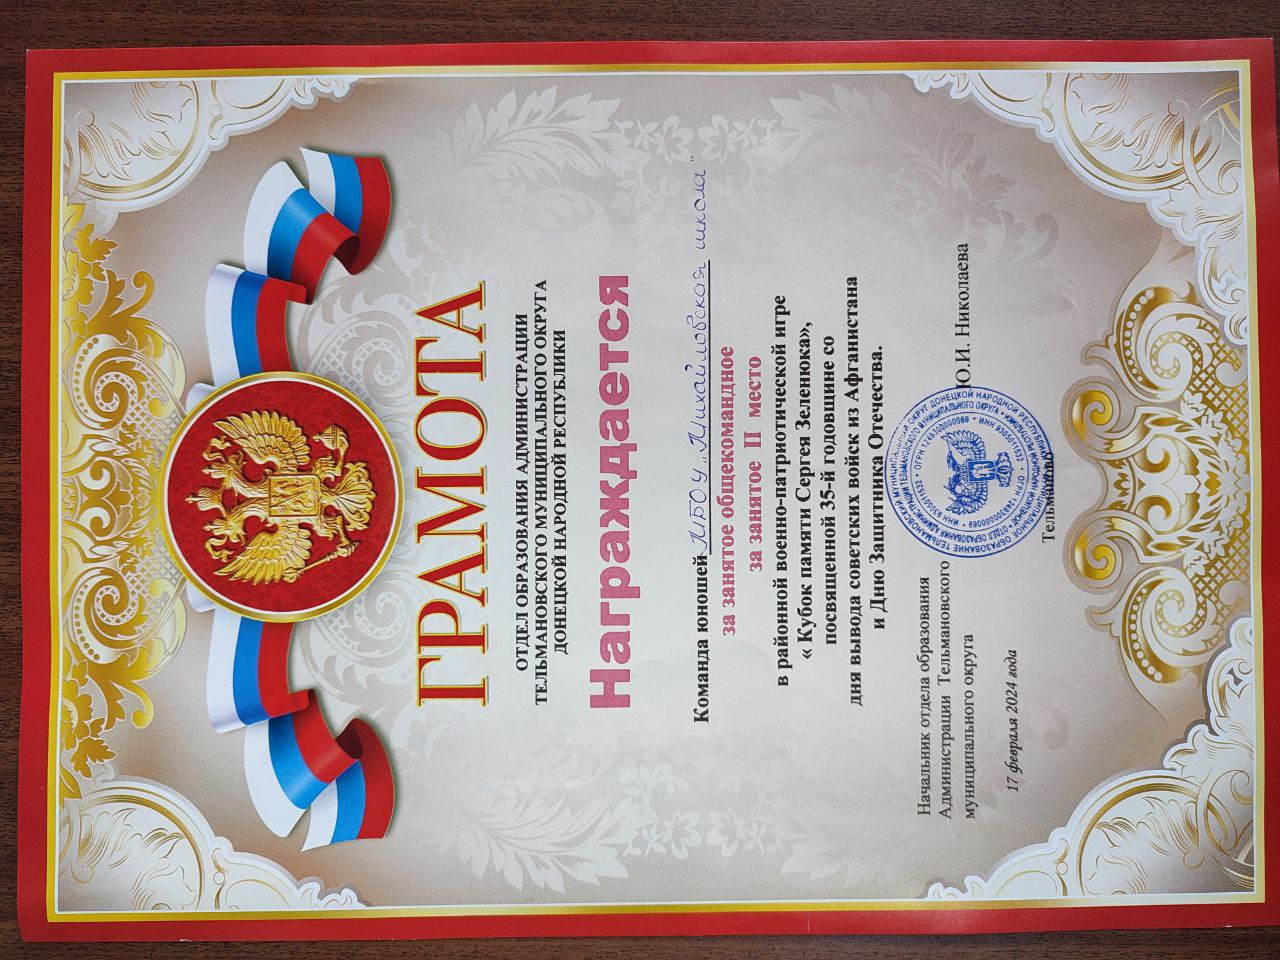 ГРАМОТА
ОТДЕЛ ОБРАЗОВАНИЯ АДМИНИСТРАЦИИ
ТЕЛЬМАНОВСКОГО МУНИЦИПАЛЬНОГО ОКРУГА
ДОНЕЦКОЙ НАРОДНОЙ РЕСПУБЛИКИ
Награждается
Команда юношей МБОУ „Михайловская школа"
за занятое общекомандное
за занятое II место
в районной военно-патриотической игре
« Кубок памяти Сергея Зеленюка»,
посвященной 35-й годовщине со
дня вывода советских войск из Афганистана
и Дню Защитника Отечества.
Начальник отдела образования
Администрации Тельмановского
муниципального округа Ю.И. Николаева
17 февраля 2024 года
Тельманово